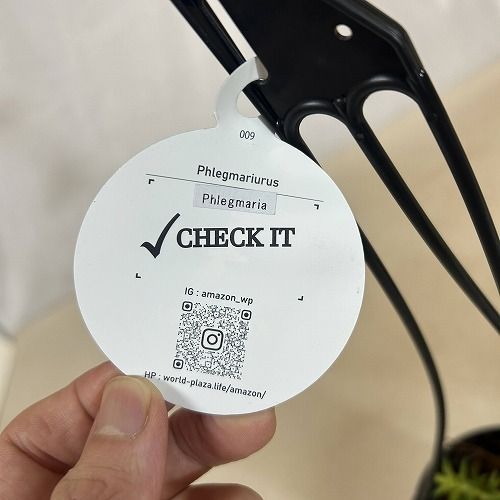 009
Phlegmariurus
Phlegmaria
CHECK IT
IG : amazon_wp
HP : world-plaza.life/amazon/